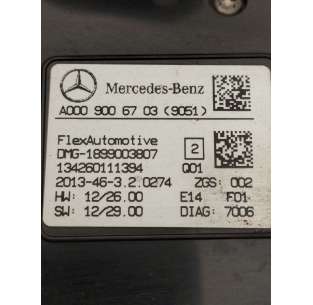 Mercedes-Benz
A000 900 67 03 (9051)
FlexAutomotive
DMG-1899003807 2
134260111394 Q01
2013-46-3.2.0274 ZGS: 002
HW: 12/26.00 E14 F01
SW: 12/29.00 DIAG: 7006